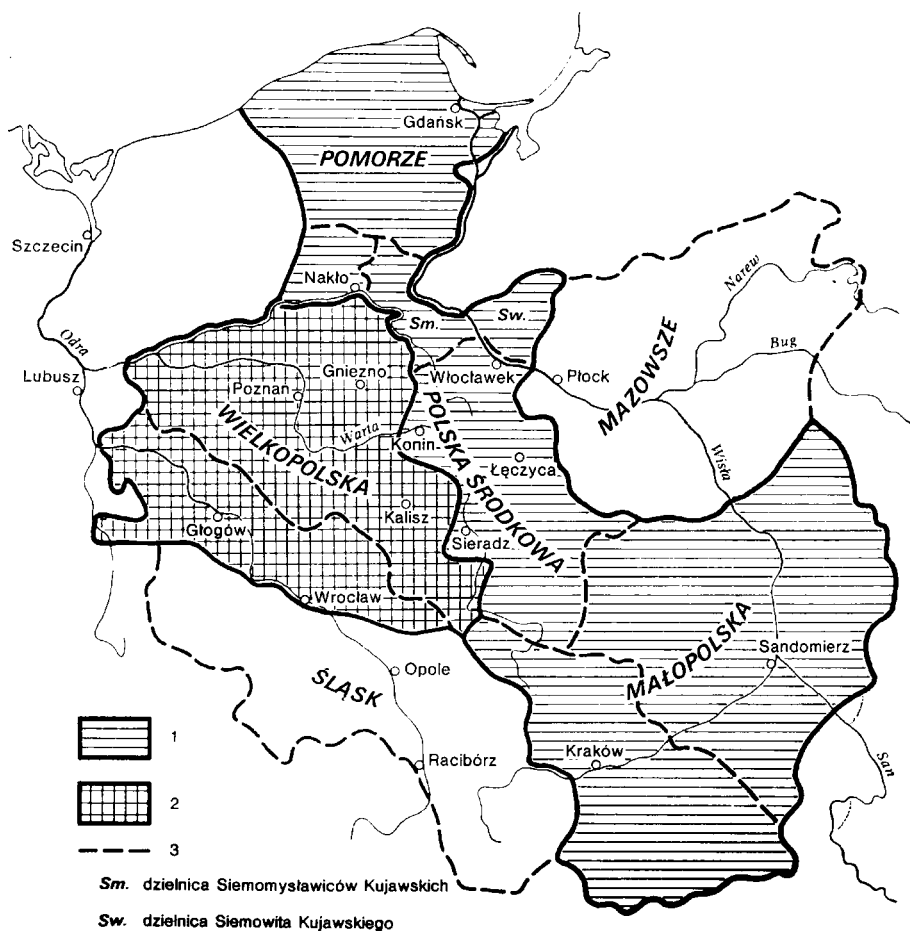 Gdańsk
POMORZE
Szczecin
Nakło
Narew
Sm.
Sw.
Odra
MAZOWSZE
Bug
Lubusz
Gniezno
Włocławek
Płock
Poznan
WIELKOPOLSKA
Warta
Konin
POLSKA ŚRODKOWA
Łęczyca
Wisła
Głogów
Kalisz
Sieradz
Wrocław
MAŁOPOLSKA
Sandomierz
Opole
ŚLĄSK
Kraków
Racibórz
San
1
2
3
Sm. dzielnica Siemomysławiców Kujawskich
Sw. dzielnica Siemowita Kujawskiego